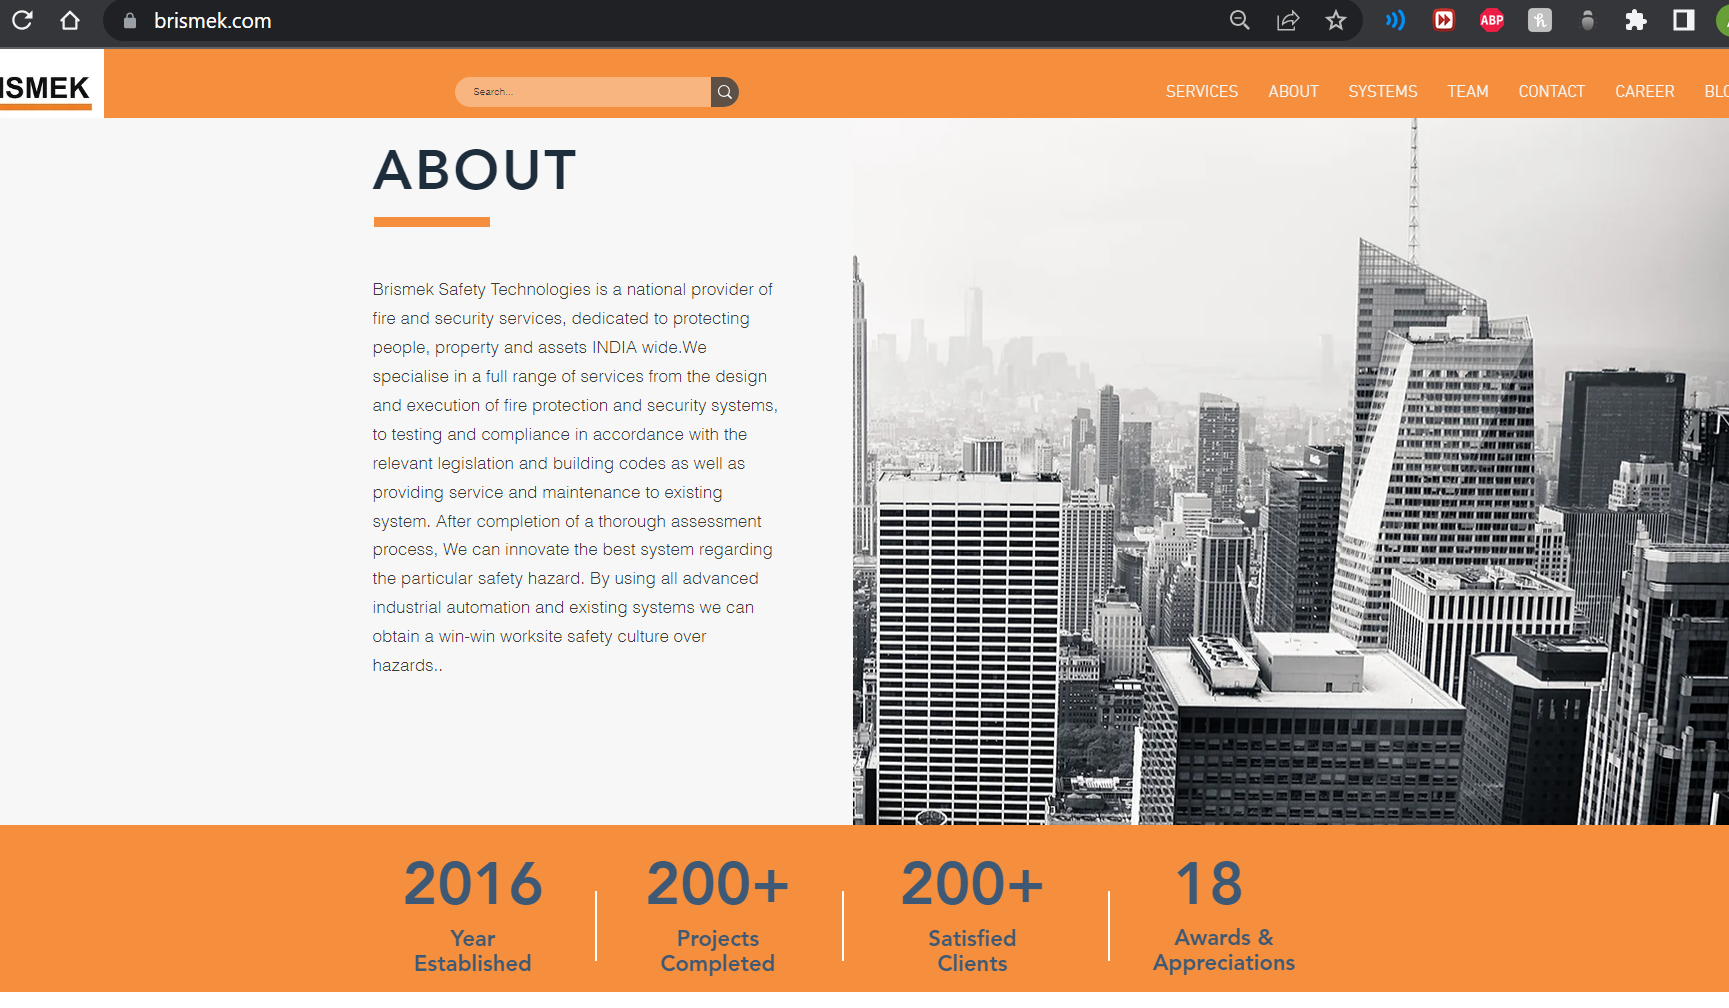 brismek.com
ABP
ISMEK
Search...
SERVICES ABOUT SYSTEMS TEAM CONTACT CAREER BLO
ABOUT
Brismek Safety Technologies is a national provider of
fire and security services, dedicated to protecting
people, property and assets INDIA wide.We
specialise in a full range of services from the design
and execution of fire protection and security systems,
to testing and compliance in accordance with the
relevant legislation and building codes as well as
providing service and maintenance to existing
system. After completion of a thorough assessment
process, We can innovate the best system regarding
the particular safety hazard. By using all advanced
industrial automation and existing systems we can
obtain a win-win worksite safety culture over
hazards..
2016 200+ 200+ 18
Year Projects Satisfied Awards &
Established Completed Clients Appreciations